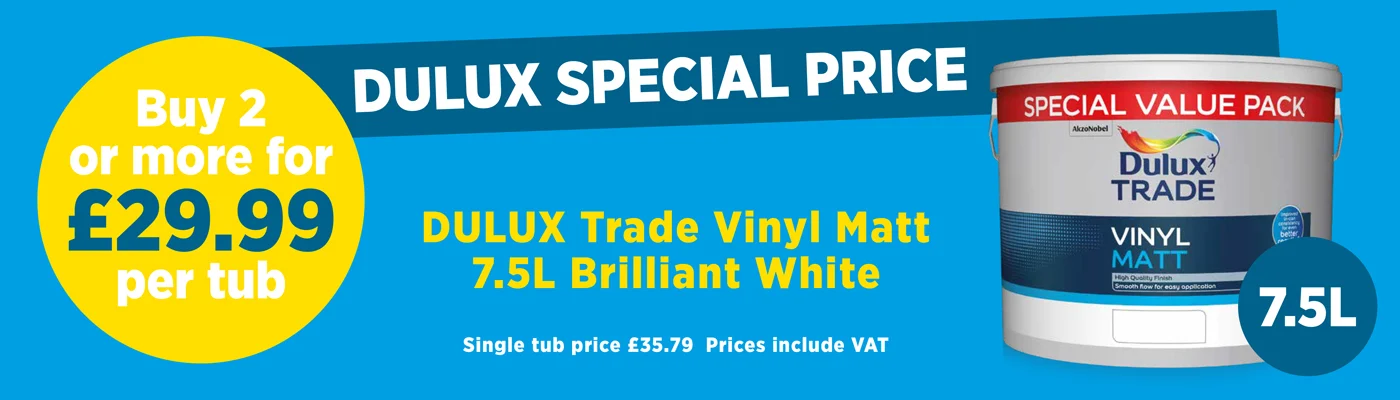 Buy 2
or more for
£29.99
per tub
DULUX SPECIAL PRICE
DULUX Trade Vinyl Matt
7.5L Brilliant White
Single tub price £35.79 Prices include VAT
SPECIAL VALUE PACK
AkzoNobel
Dulux
TRADE
VINYL
MATT
High Quality Finish
Smooth flow for easy application
better
7.5L